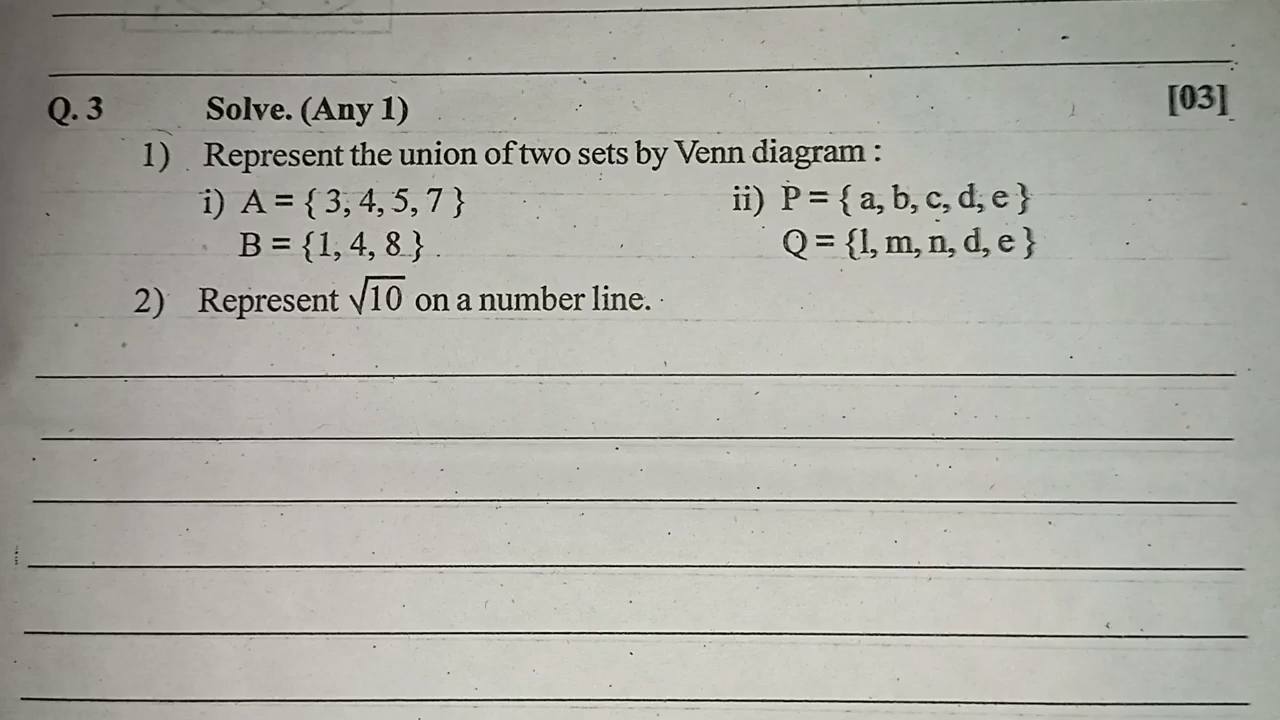 Q. 3 Solve. (Any 1) [03]
1) Represent the union of two sets by Venn diagram :
i) A = { 3, 4, 5, 7 } ii) P = { a, b, c, d, e }
B = {1, 4, 8 } Q = {l, m, n, d, e }
2) Represent √10 on a number line.